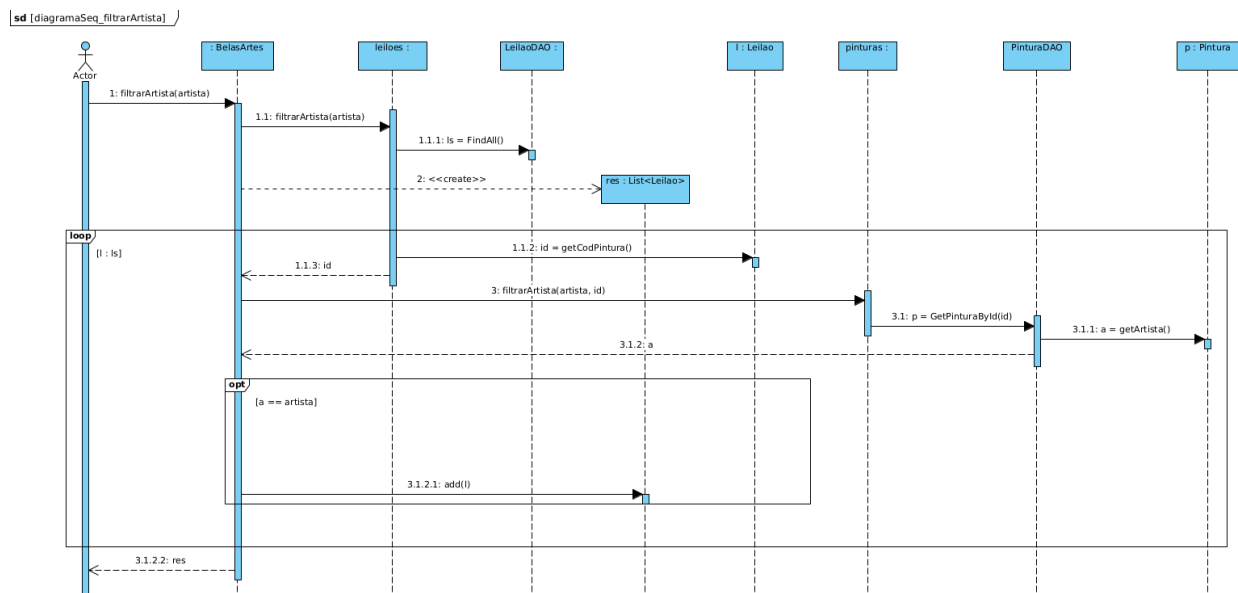 sd [diagramaSeq_filtrarArtista]
: BelasArtes
leiloes :
LeilaoDAO :
l : Leilao
pinturas :
PinturaDAO
p : Pintura
Actor
1: filtrarArtista(artista)
1.1: filtrarArtista(artista)
1.1.1: ls = FindAll()
2: <<create>>
res : List<Leilao>
loop
[l : ls]
1.1.2: id = getCodPintura()
1.1.3: id
3: filtrarArtista(artista, id)
3.1: p = GetPinturaById(id)
3.1.1: a = getArtista()
3.1.2: a
opt
[a == artista]
3.1.2.1: add(l)
3.1.2.2: res